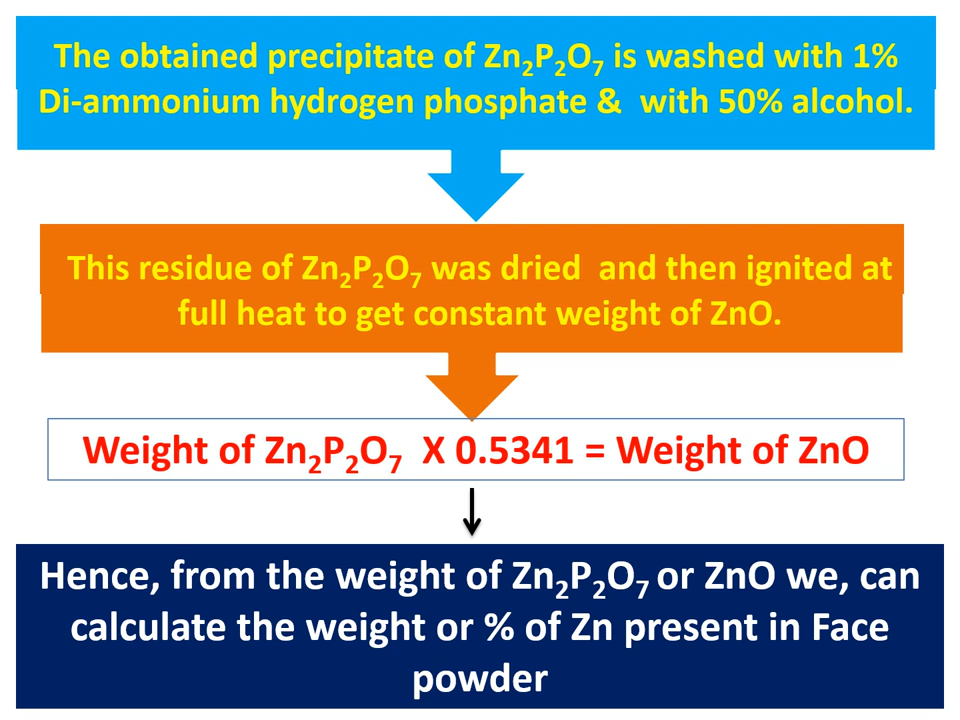 The obtained precipitate of Zn₂P₂O₇ is washed with 1%
Di-ammonium hydrogen phosphate & with 50% alcohol.
This residue of Zn₂P₂O₇ was dried and then ignited at
full heat to get constant weight of ZnO.
Weight of Zn₂P₂O₇ X 0.5341 = Weight of ZnO
Hence, from the weight of Zn₂P₂O₇ or ZnO we, can
calculate the weight or % of Zn present in Face
powder